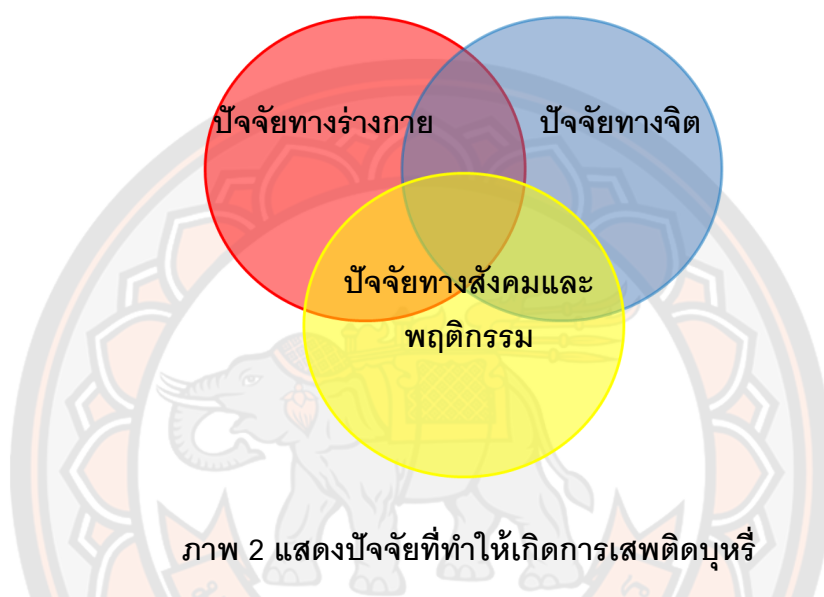 ปัจจัยทางร่างกาย
ปัจจัยทางจิต
ปัจจัยทางสังคมและ
พฤติกรรม
ภาพ 2 แสดงปัจจัยที่ทำให้เกิดการเสพติดบุหรี่